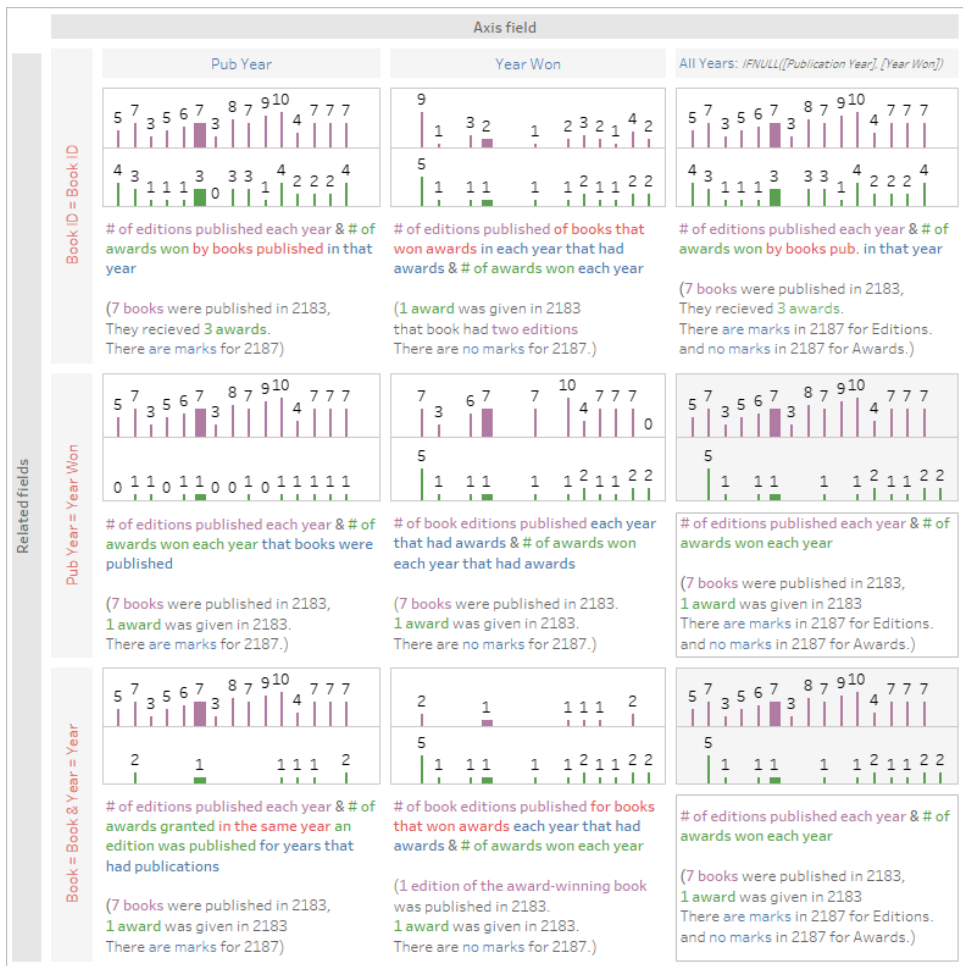 Axis field
Related fields
Pub Year
Year Won
All Years: IFNULL([Publication Year], [Year Won])
Book ID = Book ID
5 7 3 5 6 7 3 8 7 9 10 4 7 7 7
4 3 1 1 1 3 0 3 3 1 4 2 2 2 4
# of editions published each year & # of
awards won by books published in that
year
(7 books were published in 2183,
They recieved 3 awards.
There are marks for 2187)
9 1 3 2 1 2 3 2 1 4 2
5 1 1 1 1 1 2 1 1 2 2
# of editions published of books that
won awards in each year that had
awards & # of awards won each year
(1 award was given in 2183
that book had two editions
There are no marks for 2187.)
5 7 3 5 6 7 3 8 7 9 10 4 7 7 7
4 3 1 1 1 3 3 3 1 4 2 2 2 4
# of editions published each year & # of
awards won by books pub. in that year
(7 books were published in 2183,
They recieved 3 awards.
There are marks in 2187 for Editions.
and no marks in 2187 for Awards.)
Pub Year = Year Won
5 7 3 5 6 7 3 8 7 9 10 4 7 7 7
0 1 1 0 1 1 0 0 1 0 1 1 1 1 1
# of editions published each year & # of
awards won each year that books were
published
(7 books were published in 2183,
1 award was given in 2183.
There are marks for 2187.)
7 3 6 7 7 10 4 7 7 7 0
5 1 1 1 1 1 2 1 1 2 2
# of book editions published each year
that had awards & # of awards won
each year that had awards
(7 books were published in 2183.
1 award was given in 2183.
There are no marks for 2187.)
5 7 3 5 6 7 3 8 7 9 10 4 7 7 7
5 1 1 1 1 1 2 1 1 2 2
# of editions published each year & # of
awards won each year
(7 books were published in 2183,
1 award was given in 2183
There are marks in 2187 for Editions.
and no marks in 2187 for Awards.)
Book = Book & Year = Year
5 7 3 5 6 7 3 8 7 9 10 4 7 7 7
2 1 1 1 1 2
# of editions published each year & # of
awards granted in the same year an
edition was published for years that
had publications
(7 books were published in 2183,
1 award was given in 2183
There are marks for 2187)
2 1 1 1 1 2
5 1 1 1 1 1 2 1 1 2 2
# of book editions published for books
that won awards each year that had
awards & # of awards won each year
(1 edition of the award-winning book
was published in 2183.
1 award was given in 2183.
There are no marks for 2187.)
5 7 3 5 6 7 3 8 7 9 10 4 7 7 7
5 1 1 1 1 1 2 1 1 2 2
# of editions published each year & # of
awards won each year
(7 books were published in 2183,
1 award was given in 2183
There are marks in 2187 for Editions.
and no marks in 2187 for Awards.)